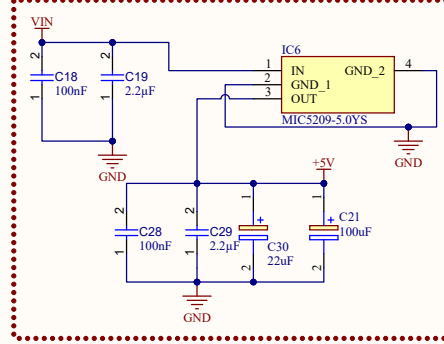 VIN
2
2
C18
100nF
C19
2.2µF
1
1
GND
IC6
1
IN
GND_2
4
2
GND_1
3
OUT
MIC5209-5.0YS
GND
+5V
2
2
1
1
C28
100nF
C29
2.2µF
+
C30
22uF
+
C21
100uF
1
1
2
2
GND